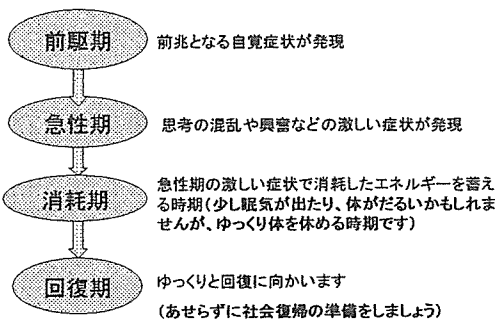 前駆期
前兆となる自覚症状が発現
急性期
思考の混乱や興奮などの激しい症状が発現
消耗期
急性期の激しい症状で消耗したエネルギーを蓄え
る時期(少し眠気が出たり、体がだるいかもしれま
せんが、ゆっくり体を休める時期です)
回復期
ゆっくりと回復に向かいます
(あせらずに社会復帰の準備をしましょう)